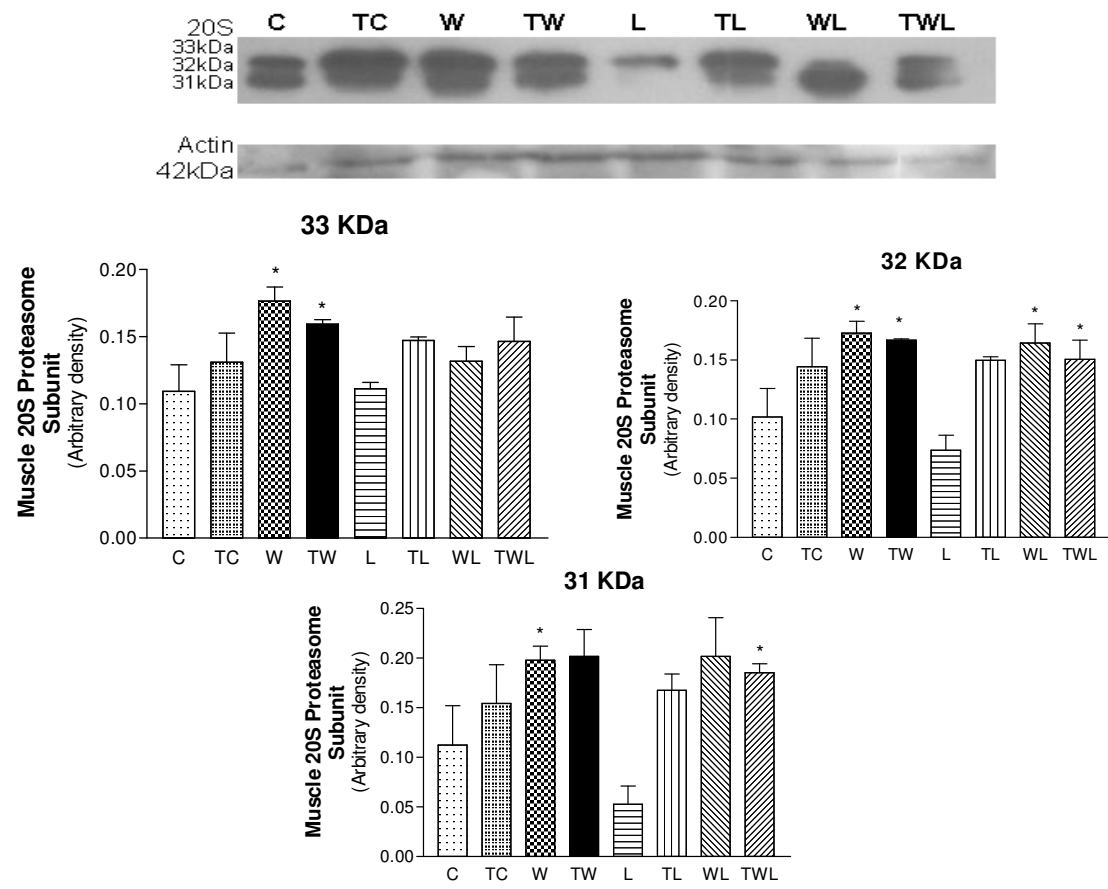 20S C TC W TW L TL WL TWL
33kDa
32kDa
31kDa
Actin
42kDa
33 KDa
Muscle 20S Proteasome
Subunit
(Arbitrary density)
0.20
0.15
0.10
0.05
0.00
* *
C TC W TW L TL WL TWL
32 KDa
Muscle 20S Proteasome
Subunit
(Arbitrary density)
0.20
0.15
0.10
0.05
0.00
* * * *
C TC W TW L TL WL TWL
31 KDa
Muscle 20S Proteasome
Subunit
(Arbitrary density)
0.25
0.20
0.15
0.10
0.05
0.00
* *
C TC W TW L TL WL TWL